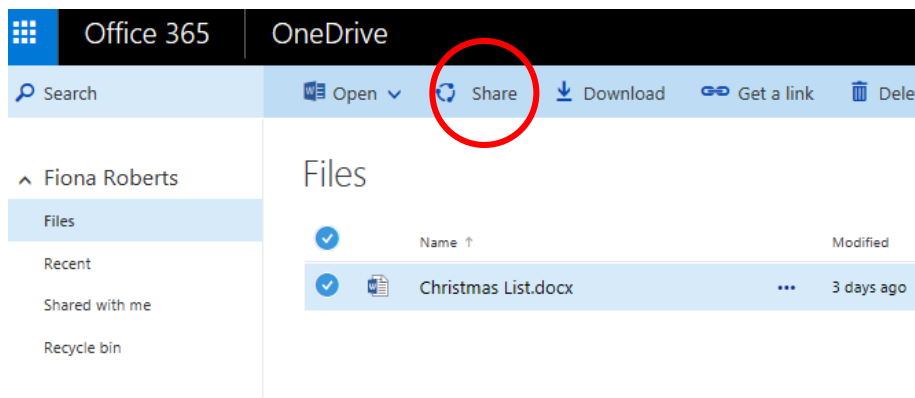 Office 365 OneDrive
Search Open Share Download Get a link Dele
Fiona Roberts
Files
Recent
Shared with me
Recycle bin
Files
Name ↑ Modified
Christmas List.docx ... 3 days ago